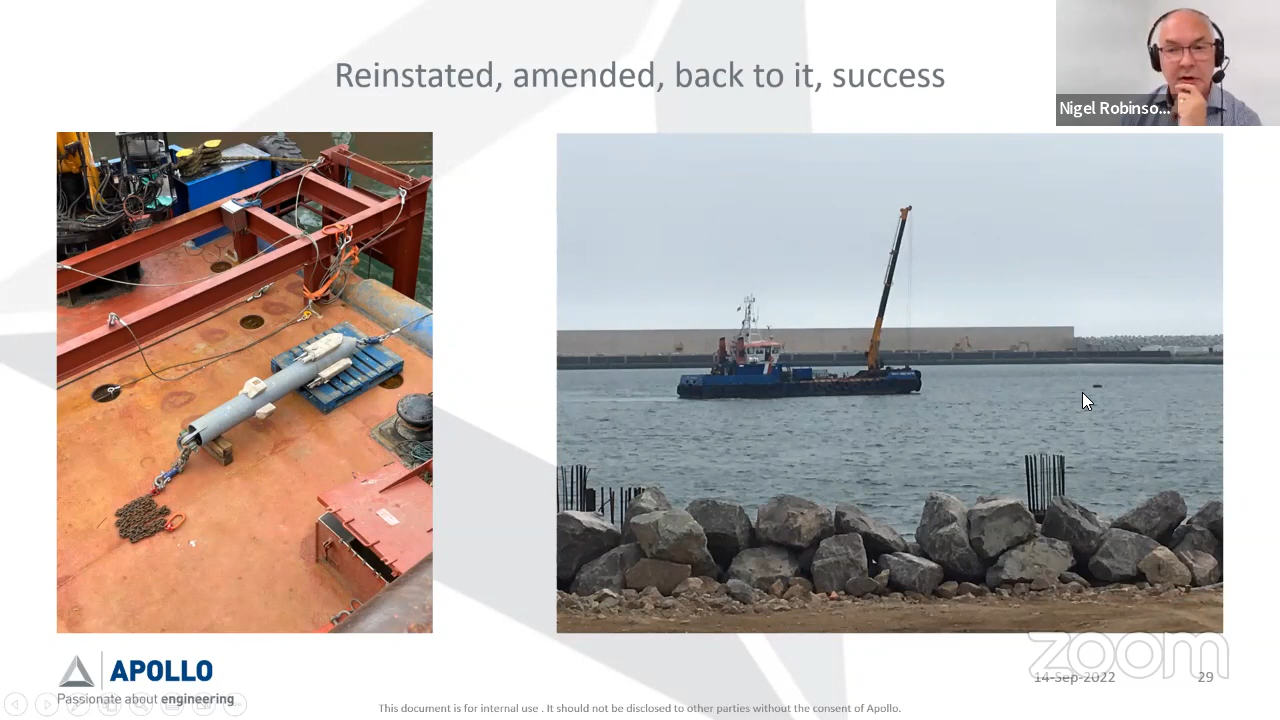 Reinstated, amended, back to it, success
Nigel Robinso...
APOLLO
Passionate about engineering
zoom
14-Sep-2022
29
This document is for internal use . It should not be disclosed to other parties without the consent of Apollo.